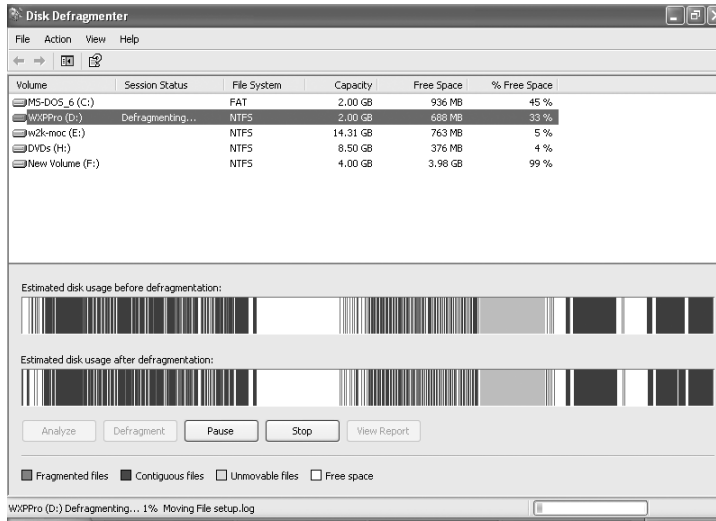 Disk Defragmenter
File Action View Help
Volume Session Status File System Capacity Free Space % Free Space
MS-DOS_6 (C:) FAT 2.00 GB 936 MB 45 %
WXPPro (D:) Defragmenting... NTFS 2.00 GB 688 MB 33 %
w2k-moc (E:) NTFS 14.31 GB 763 MB 5 %
DVDs (H:) NTFS 8.50 GB 376 MB 4 %
New Volume (F:) NTFS 4.00 GB 3.98 GB 99 %
Estimated disk usage before defragmentation:
Estimated disk usage after defragmentation:
Analyze Defragment Pause Stop View Report
Fragmented files Contiguous files Unmovable files Free space
WXPPro (D:) Defragmenting... 1% Moving File setup.log